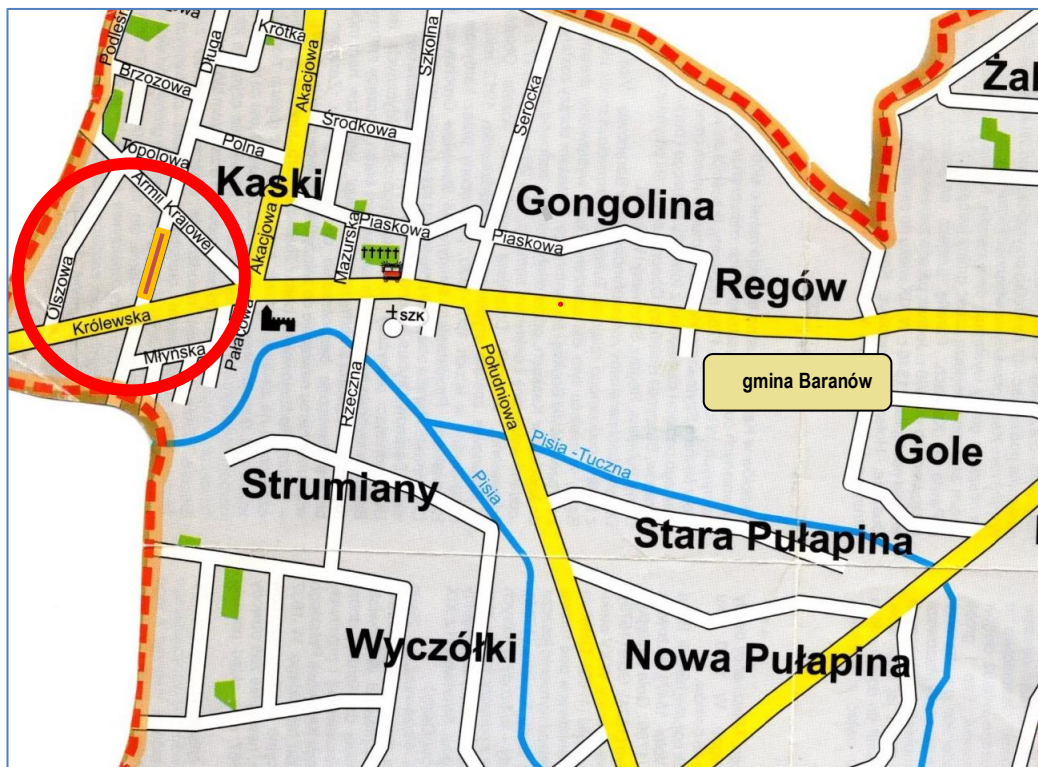 Podleśn
Długa
Krótka
Akacjowa
Szkolna
Serocka
Brzozowa
Środkowa
Polna
Topolowa
Armii Krajowej
Kaski
Piaskowa
Mazurska
Akacjowa
Piaskowa
Gongolina
Żal
Regów
Olszowa
Królewska
Młyńska
Pałacowa
SZK
Rzeczna
Południowa
gmina Baranów
Gole
Pisia -Tuczna
Pisia
Strumiany
Stara Pułapina
Wyczółki
Nowa Pułapina